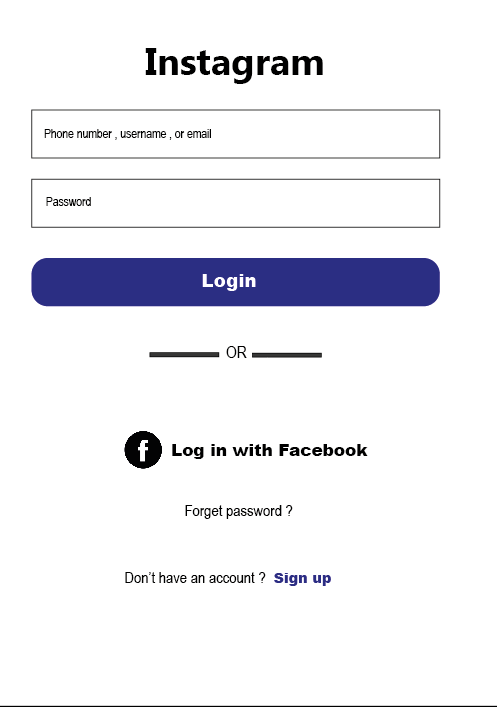 Instagram
Phone number , username , or email
Password
Login
OR
f Log in with Facebook
Forget password ?
Don't have an account ? Sign up